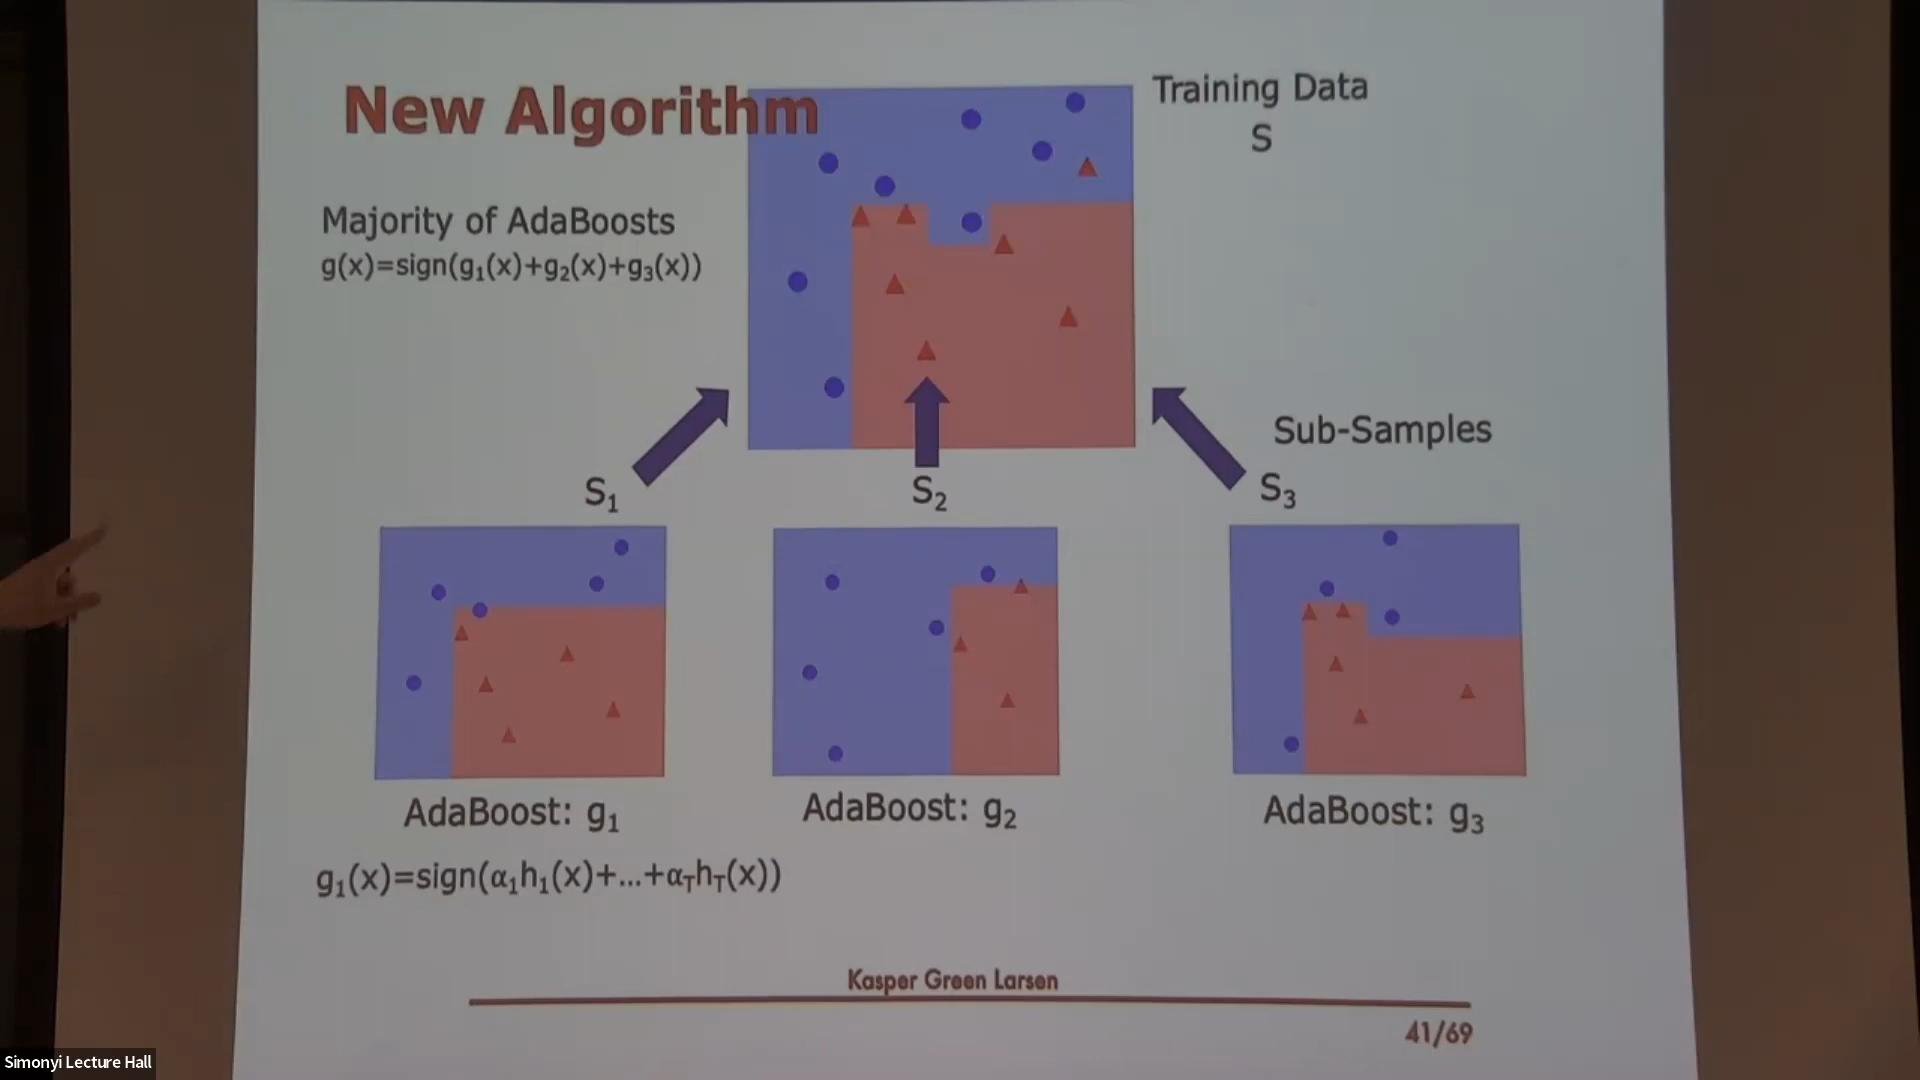 New Algorithm
Training Data
S
Majority of AdaBoosts
g(x)=sign(g₁(x)+g₂(x)+g₃(x))
Sub-Samples
S₁
S₂
S₃
AdaBoost: g₁
AdaBoost: g₂
AdaBoost: g₃
g₁(x)=sign(α₁h₁(x)+...+α_Th_T(x))
Kasper Green Larsen
41/69
Simonyi Lecture Hall